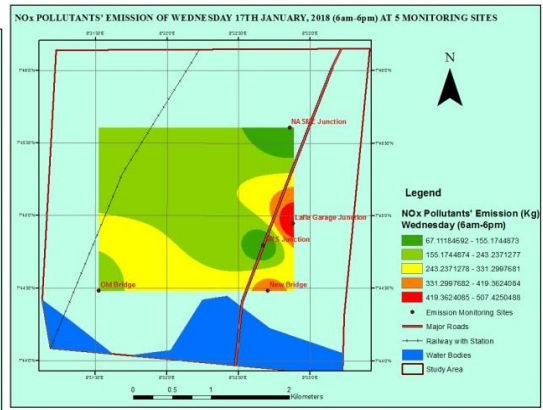 NOx POLLUTANTS' EMISSION OF WEDNESDAY 17TH JANUARY, 2018 (6am-6pm) AT 5 MONITORING SITES
N
NASME Junction
Lafia Garage Junction
Old Bridge
New Bridge
Legend
NOx Pollutants' Emission (Kg)
Wednesday (6am-6pm)
67.11184692 - 155.1744873
155.1744874 - 243.2371277
243.2371278 - 331.2997681
331.2997682 - 419.3624084
419.3624085 - 507.4250488
Emission Monitoring Sites
Major Roads
Railway with Station
Water Bodies
Study Area
0 0.5 1 2
Kilometers